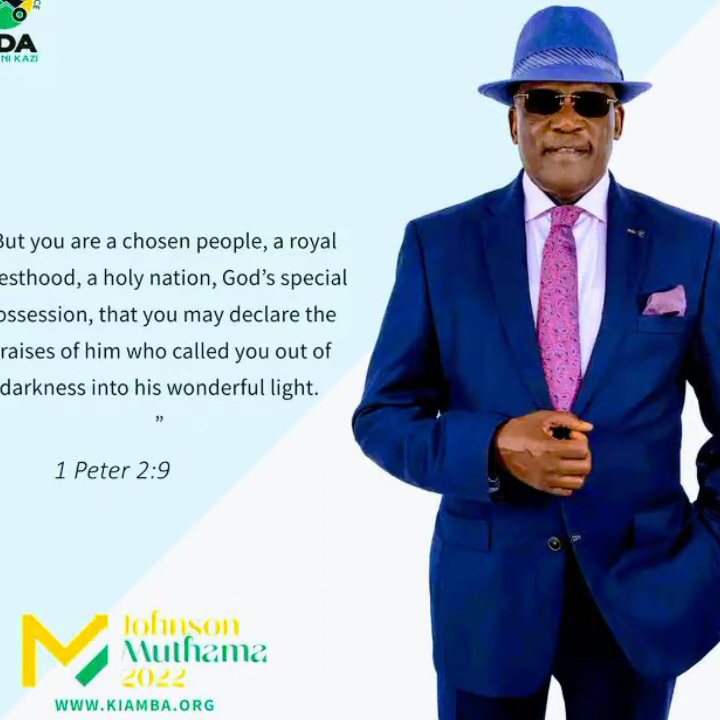 DA
NI KAZI
But you are a chosen people, a royal
esthood, a holy nation, God's special
ossession, that you may declare the
raises of him who called you out of
darkness into his wonderful light.
”
1 Peter 2:9
Johnson
Muthama
2022
WWW.KIAMBA.ORG